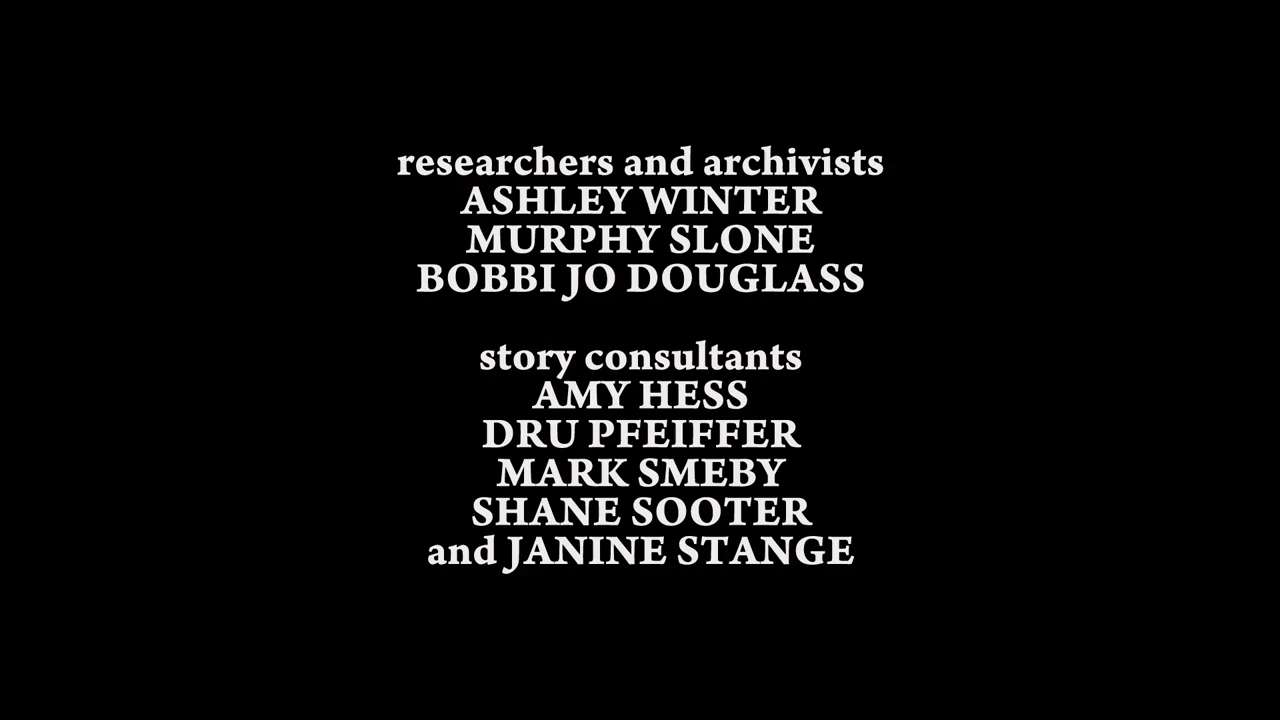 researchers and archivists
ASHLEY WINTER
MURPHY SLONE
BOBBI JO DOUGLASS
story consultants
AMY HESS
DRU PFEIFFER
MARK SMEBY
SHANE SOOTER
and JANINE STANGE